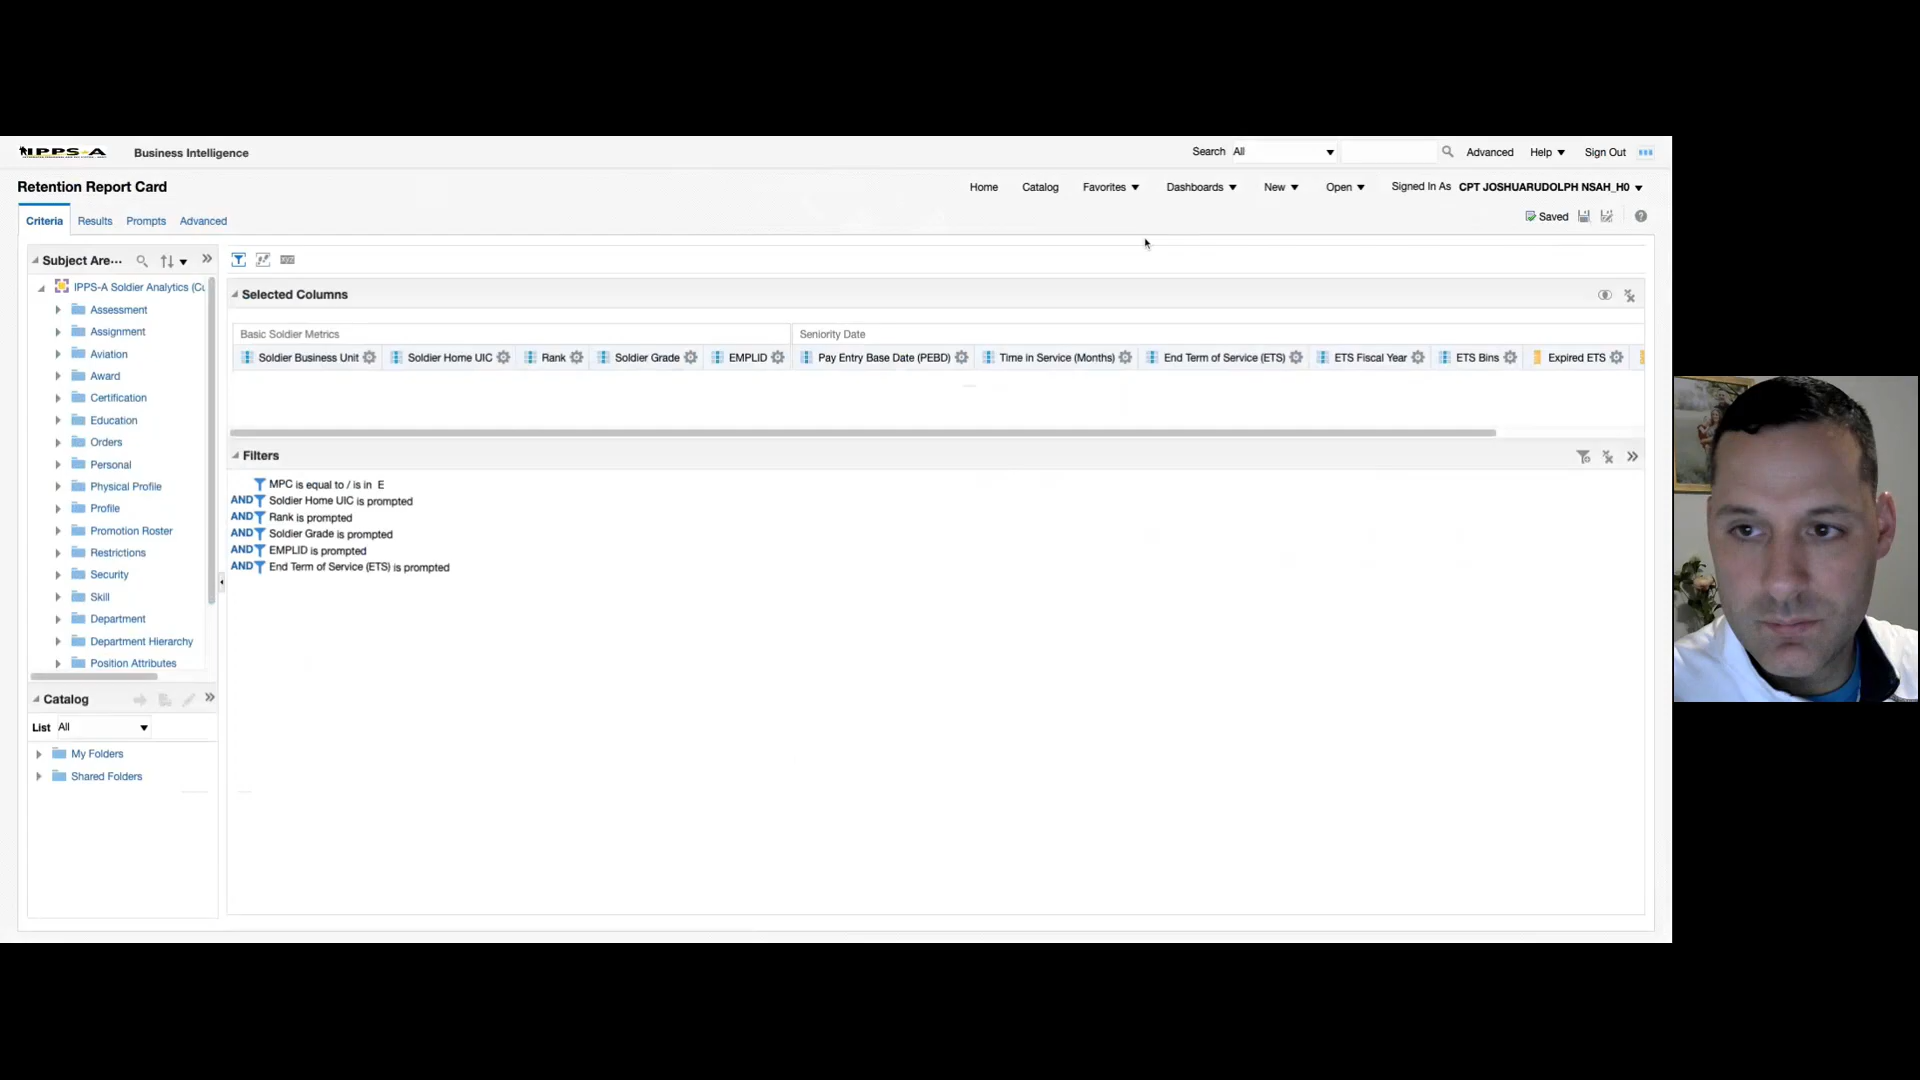 IPPS-A
Business Intelligence
Search All
Advanced
Help
Sign Out
Retention Report Card
Home
Catalog
Favorites
Dashboards
New
Open
Signed In As CPT JOSHUARUDOLPH NSAH_H0
Criteria
Results
Prompts
Advanced
Saved
Subject Are...
IPPS-A Soldier Analytics (Cu
Assessment
Assignment
Aviation
Award
Certification
Education
Orders
Personal
Physical Profile
Profile
Promotion Roster
Restrictions
Security
Skill
Department
Department Hierarchy
Position Attributes
Catalog
List All
My Folders
Shared Folders
Selected Columns
Basic Soldier Metrics
Seniority Date
Soldier Business Unit
Soldier Home UIC
Rank
Soldier Grade
EMPLID
Pay Entry Base Date (PEBD)
Time in Service (Months)
End Term of Service (ETS)
ETS Fiscal Year
ETS Bins
Expired ETS
Filters
MPC is equal to / is in E
AND Soldier Home UIC is prompted
AND Rank is prompted
AND Soldier Grade is prompted
AND EMPLID is prompted
AND End Term of Service (ETS) is prompted